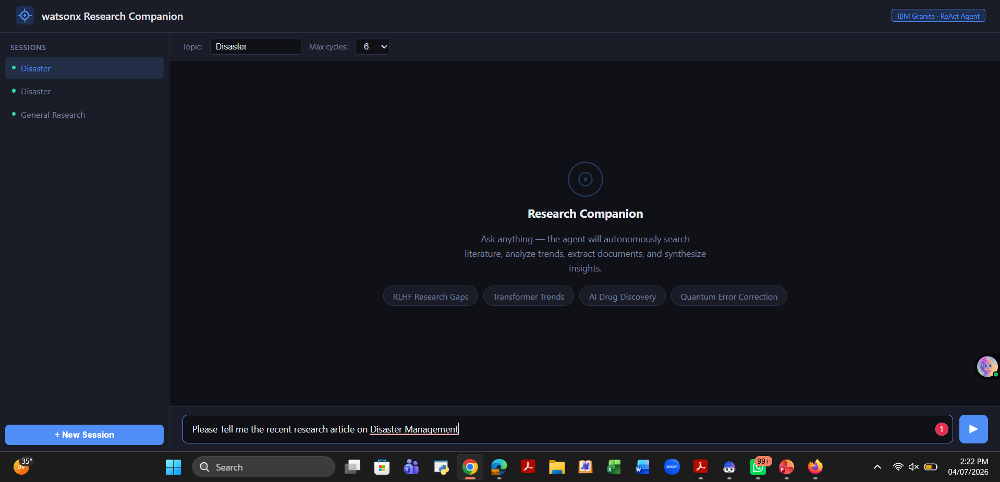 watsonx Research Companion
IBM Granite · ReAct Agent
SESSIONS
Disaster
Disaster
General Research
+ New Session
Topic: Disaster Max cycles: 6
Research Companion
Ask anything — the agent will autonomously search
literature, analyze trends, extract documents, and synthesize
insights.
RLHF Research Gaps Transformer Trends AI Drug Discovery Quantum Error Correction
Please Tell me the recent research article on Disaster Management
1
35°
UV
Search
zoom
99+
2:22 PM
04/07/2026